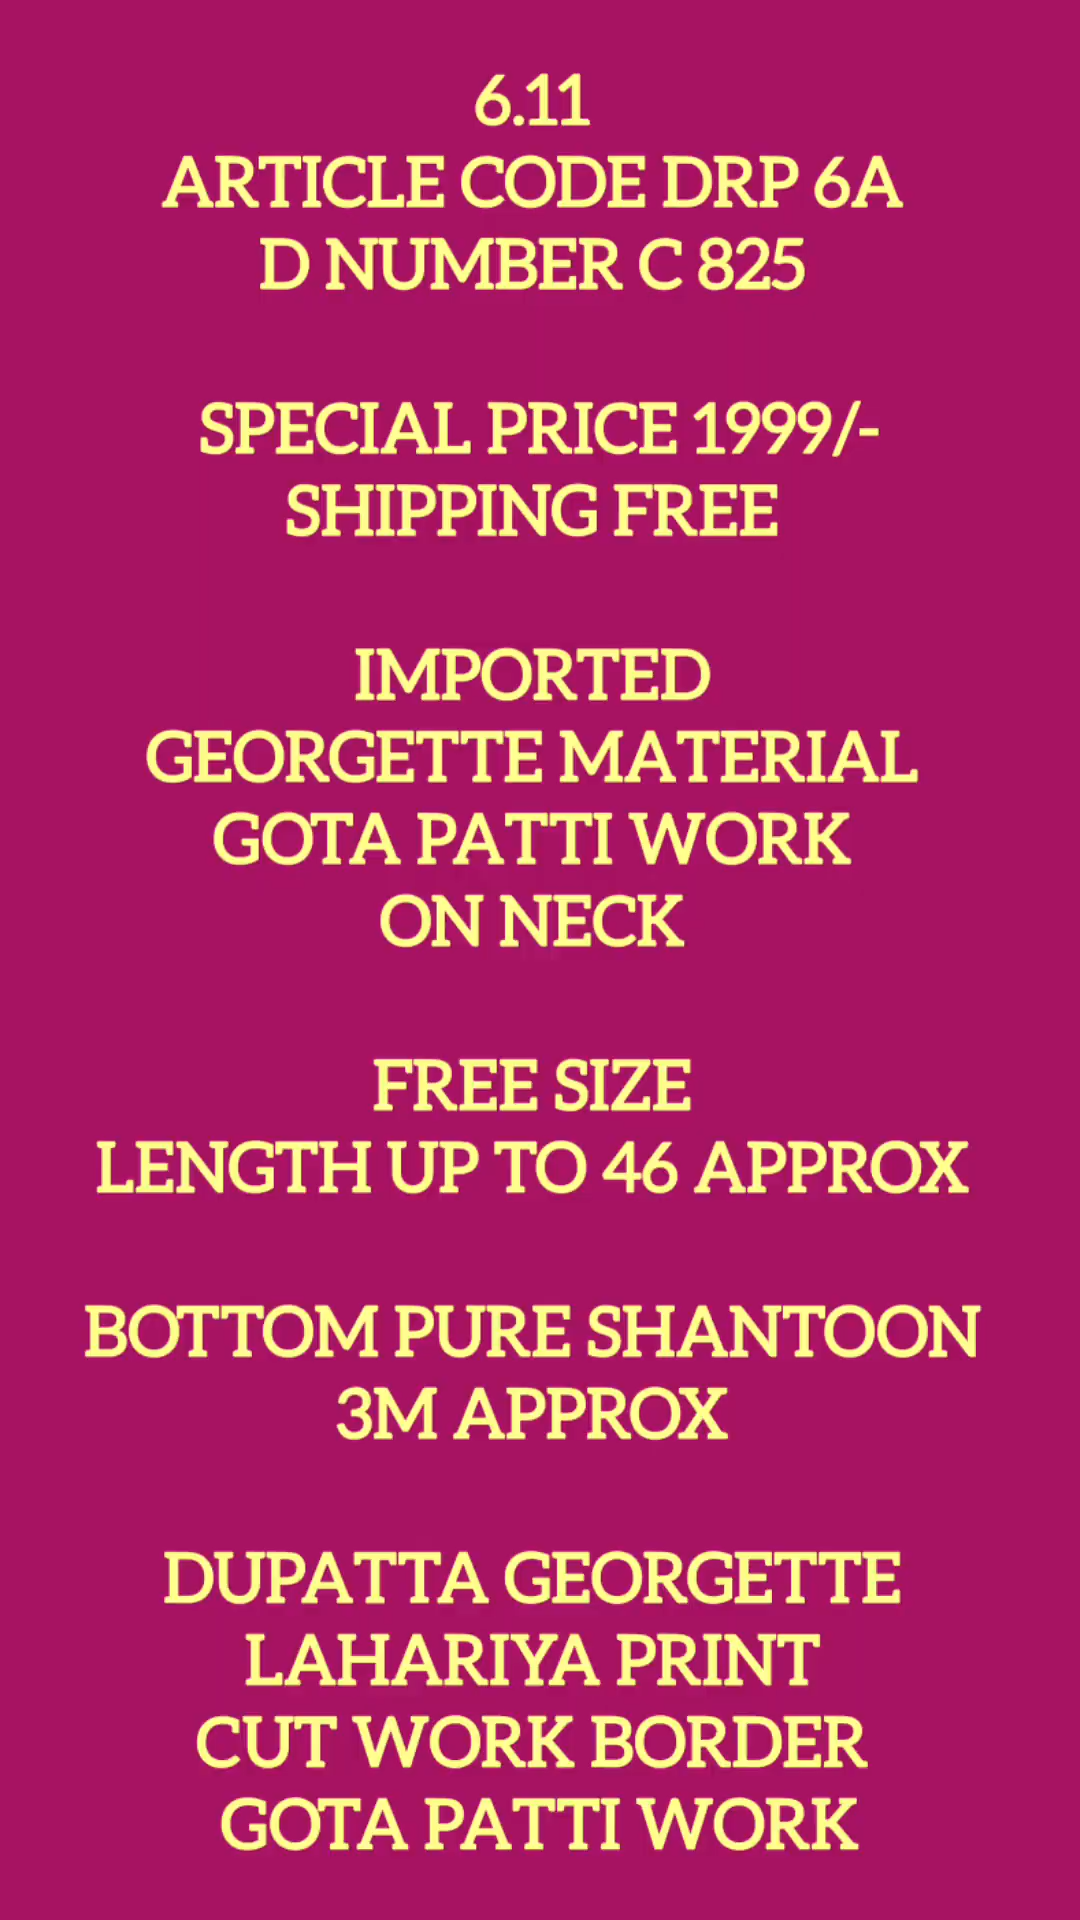 6.11
ARTICLE CODE DRP 6A
D NUMBER C 825
SPECIAL PRICE 1999/-
SHIPPING FREE
IMPORTED
GEORGETTE MATERIAL
GOTA PATTI WORK
ON NECK
FREE SIZE
LENGTH UP TO 46 APPROX
BOTTOM PURE SHANTOON
3M APPROX
DUPATTA GEORGETTE
LAHARIYA PRINT
CUT WORK BORDER
GOTA PATTI WORK